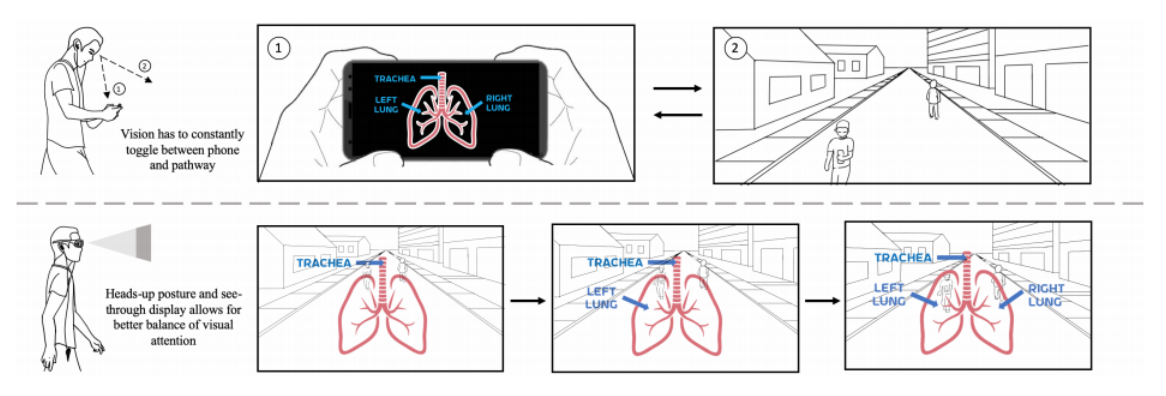 ②
①
Vision has to constantly
toggle between phone
and pathway
①
TRACHEA
LEFT
LUNG
RIGHT
LUNG
②
Heads-up posture and see-
through display allows for
better balance of visual
attention
TRACHEA
TRACHEA
LEFT
LUNG
TRACHEA
LEFT
LUNG
RIGHT
LUNG